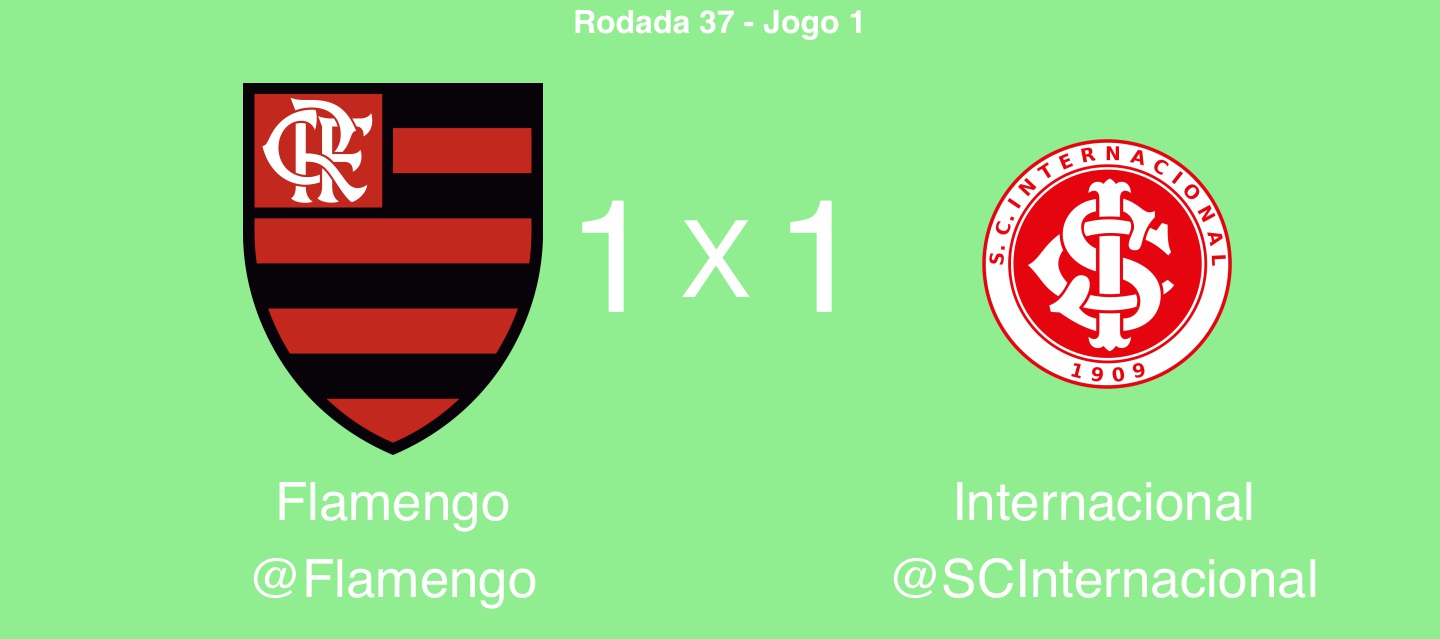 Rodada 37 - Jogo 1
CRF
1 x 1
S.C.INTERNACIONAL
SCI
1909
Flamengo
Internacional
@Flamengo
@SCInternacional